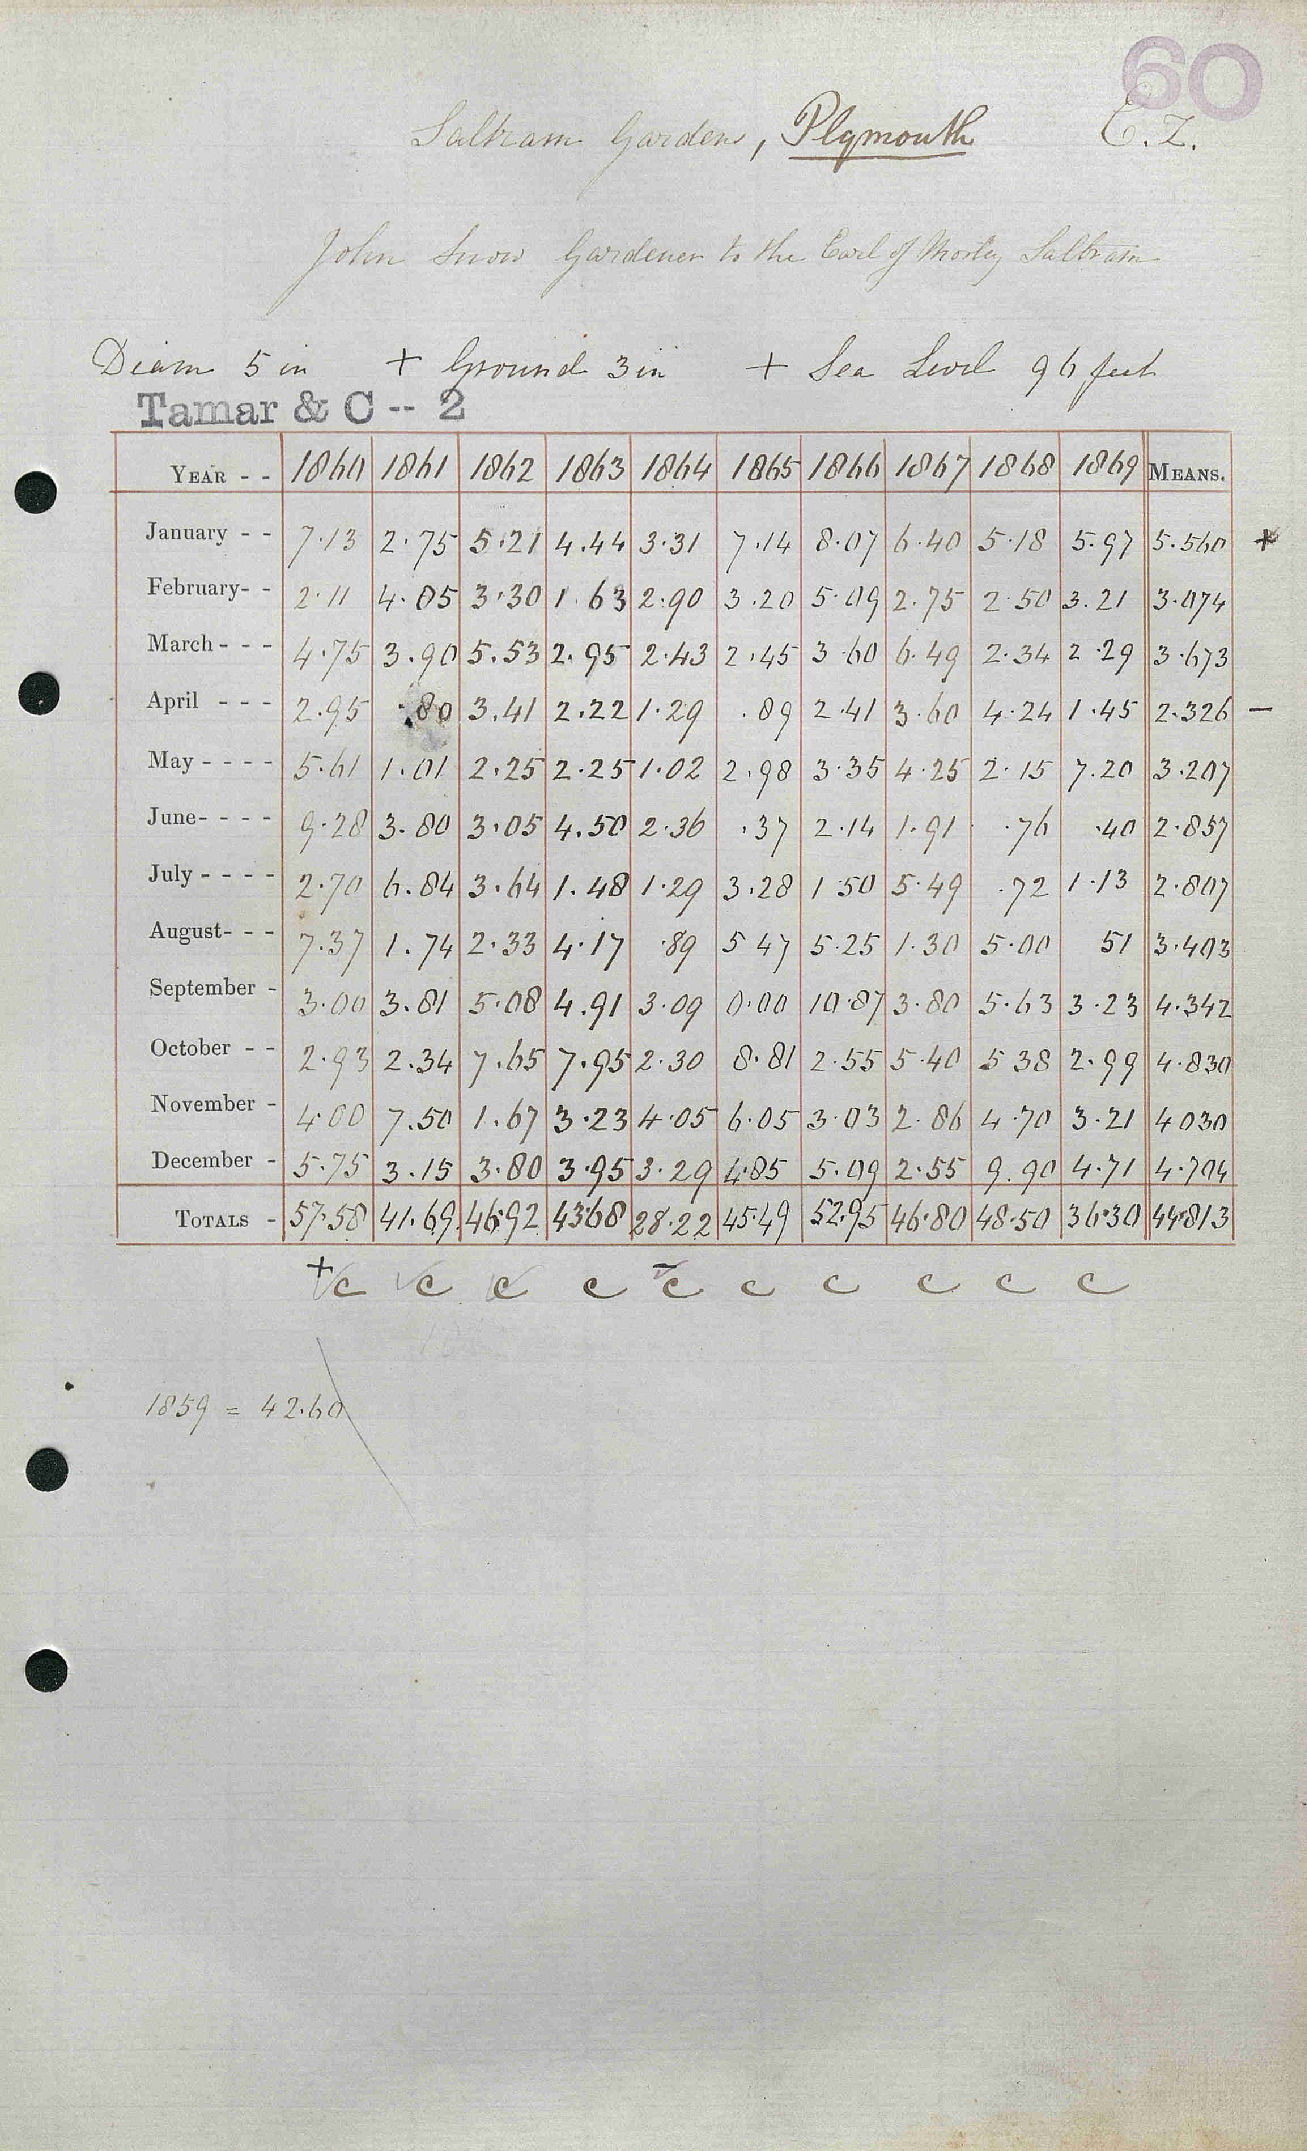 60
Saltram Gardens, Plymouth E. Z.
John Snow Gardener to the Earl of Morley Saltram
Diam 5 in + Ground 3 in + Sea Level 96 feet
Tamar & C -- 2
YEAR - - 1860 1861 1862 1863 1864 1865 1866 1867 1868 1869 MEANS.
January - - 7.13 2.75 5.21 4.44 3.31 7.14 8.07 6.40 5.18 5.97 5.560 +
February- - 2.11 4.05 3.30 1.63 2.90 3.20 5.09 2.75 2.50 3.21 3.074
March - - - 4.75 3.90 5.53 2.95 2.43 2.45 3.60 6.49 2.34 2.29 3.673
April - - - 2.95 .80 3.41 2.22 1.29 .89 2.41 3.60 4.24 1.45 2.326 —
May - - - - 5.61 1.01 2.25 2.25 1.02 2.98 3.35 4.25 2.15 7.20 3.207
June- - - - 9.28 3.80 3.05 4.50 2.36 .37 2.14 1.91 .76 .40 2.857
July - - - - 2.70 6.84 3.64 1.48 1.29 3.28 1.50 5.49 .72 1.13 2.807
August- - - 7.37 1.74 2.33 4.17 .89 5.47 5.25 1.30 5.00 51 3.403
September - 3.00 3.81 5.08 4.91 3.09 0.00 10.87 3.80 5.63 3.23 4.342
October - - 2.93 2.34 7.65 7.95 2.30 8.81 2.55 5.40 5.38 2.99 4.830
November - 4.00 7.50 1.67 3.23 4.05 6.05 3.03 2.86 4.70 3.21 4030
December - 5.75 3.15 3.80 3.95 3.29 4.85 5.09 2.55 9.90 4.71 4.704
TOTALS - 57.58 41.69 46.92 43.68 28.22 45.49 52.95 46.80 48.50 36.30 44.813
+ c c c c - c c c c c c
1859 = 42.60